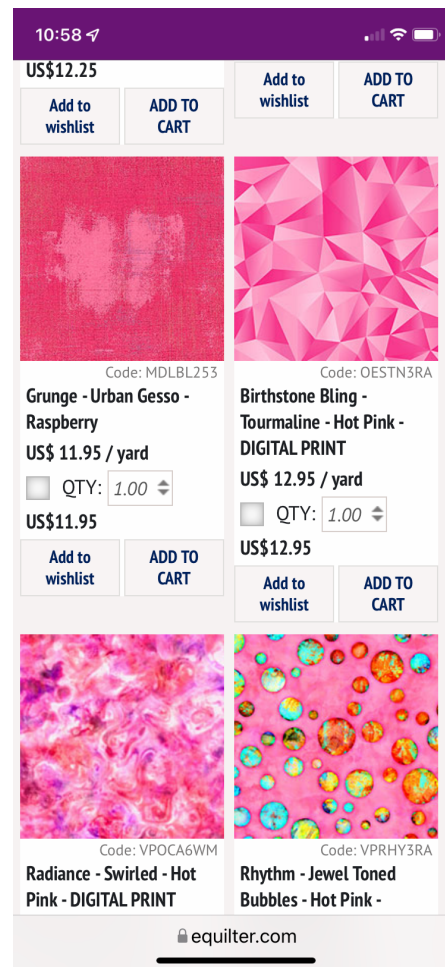 10:58
US$12.25
Add to
wishlist
ADD TO
CART
Add to
wishlist
ADD TO
CART
Code: MDLBL253
Grunge - Urban Gesso -
Raspberry
US$ 11.95 / yard
QTY: 1.00
US$11.95
Add to
wishlist
ADD TO
CART
Code: OESTN3RA
Birthstone Bling -
Tourmaline - Hot Pink -
DIGITAL PRINT
US$ 12.95 / yard
QTY: 1.00
US$12.95
Add to
wishlist
ADD TO
CART
Code: VPOCA6WM
Radiance - Swirled - Hot
Pink - DIGITAL PRINT
Code: VPRHY3RA
Rhythm - Jewel Toned
Bubbles - Hot Pink -
equilter.com